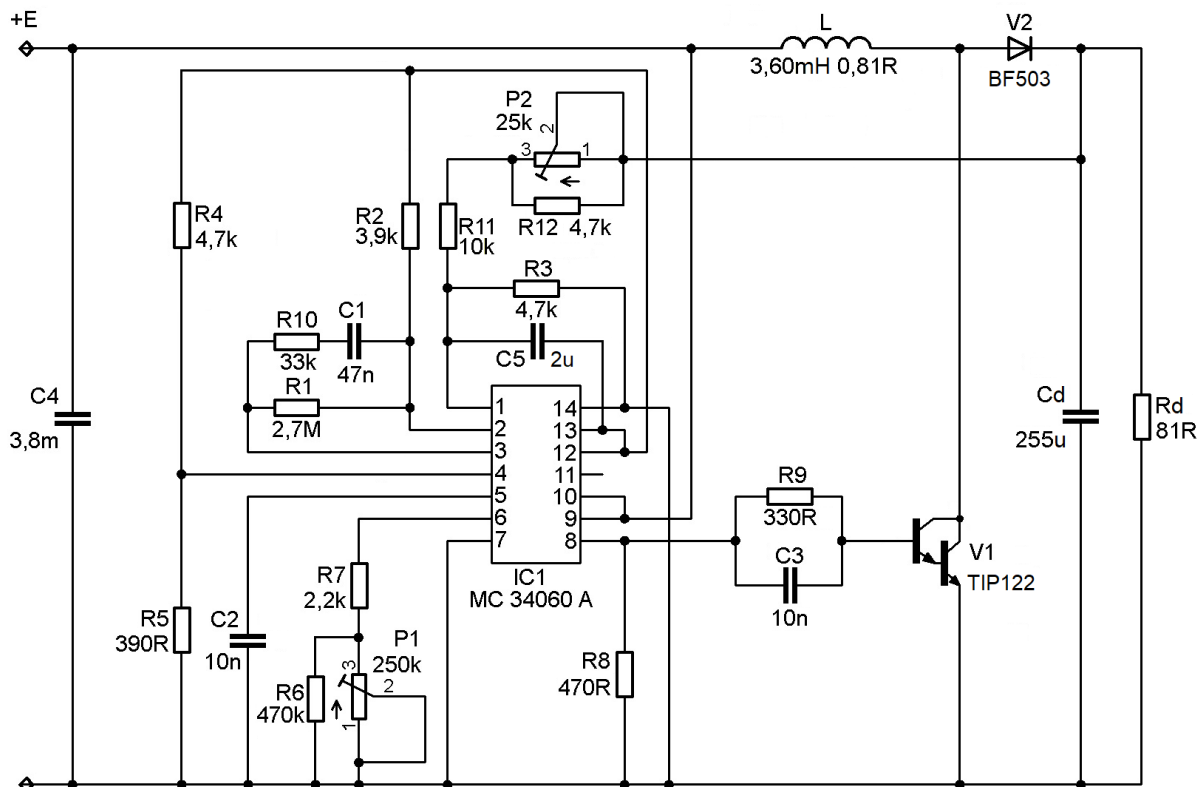 +E
L
3,60mH 0,81R
V2
BF503
P2
25k
2
3
1
R12 4,7k
R4
4,7k
R2
3,9k
R11
10k
R3
4,7k
C5 2u
R10
33k
C1
47n
R1
2,7M
C4
3,8m
1
2
3
4
5
6
7
14
13
12
11
10
9
8
IC1
MC 34060 A
Cd
255u
Rd
81R
R9
330R
C3
10n
V1
TIP122
R7
2,2k
R5
390R
C2
10n
P1
250k
3
2
1
R6
470k
R8
470R